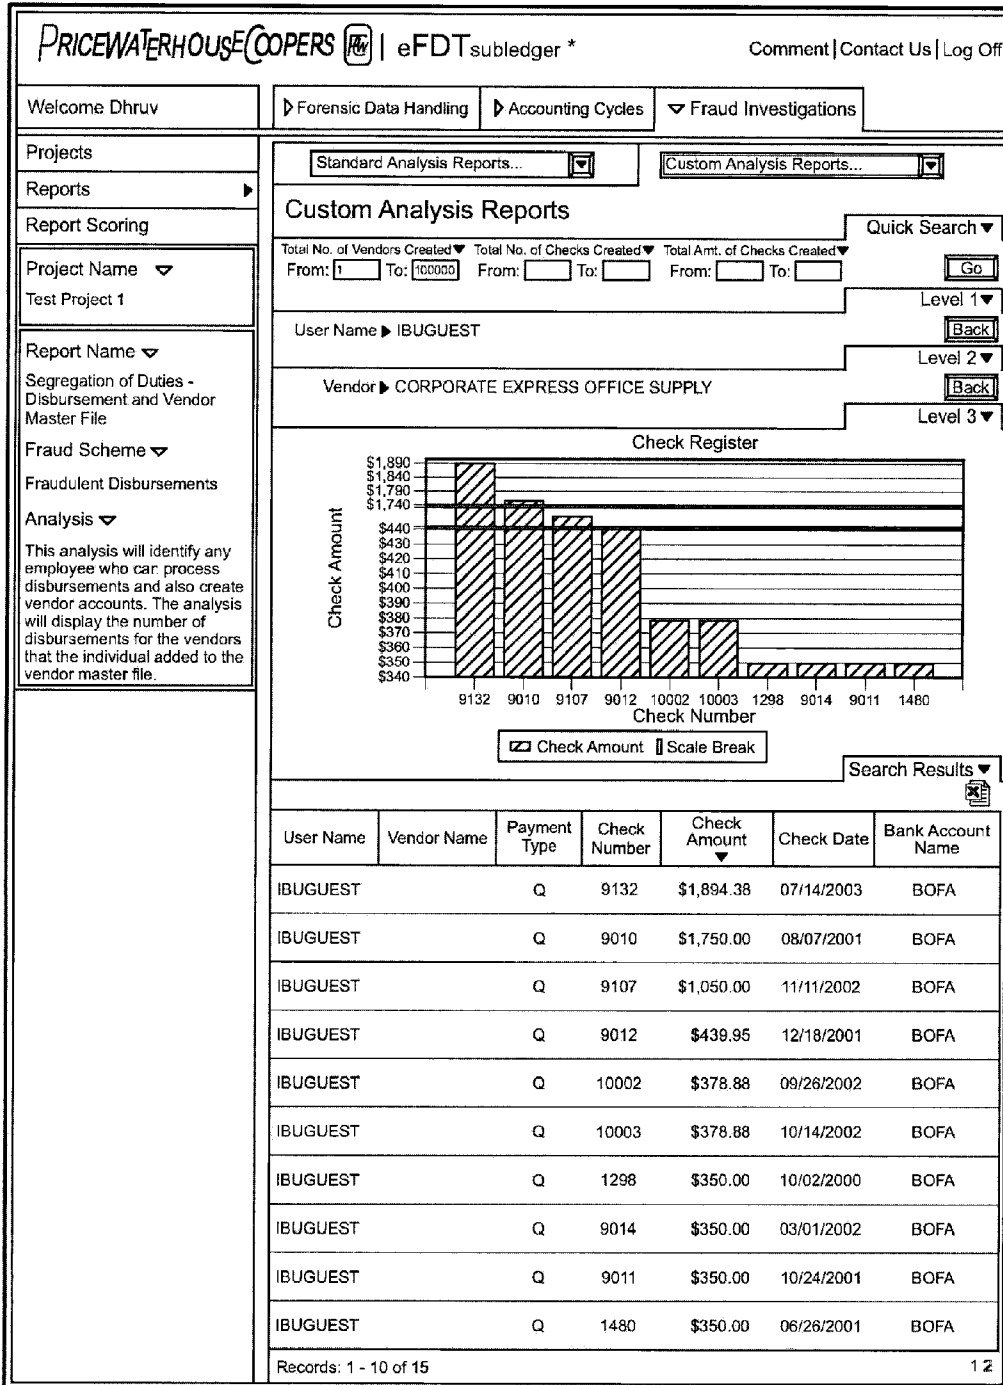 PRICEWATERHOUSECOOPERS PwC | eFDTsubledger *
Comment | Contact Us | Log Off
Welcome Dhruv
Forensic Data Handling
Accounting Cycles
Fraud Investigations
Projects
Reports
Report Scoring
Project Name
Test Project 1
Report Name
Segregation of Duties -
Disbursement and Vendor
Master File
Fraud Scheme
Fraudulent Disbursements
Analysis
This analysis will identify any
employee who can process
disbursements and also create
vendor accounts. The analysis
will display the number of
disbursements for the vendors
that the individual added to the
vendor master file.
Standard Analysis Reports...
Custom Analysis Reports...
Custom Analysis Reports
Quick Search
Total No. of Vendors Created Total No. of Checks Created Total Amt. of Checks Created
From: 1 To: 100000 From: To: From: To: Go
Level 1
User Name IBUGUEST Back
Level 2
Vendor CORPORATE EXPRESS OFFICE SUPPLY Back
Level 3
Check Register
Check Amount
$1,890
$1,840
$1,790
$1,740
$440
$430
$420
$410
$400
$390
$380
$370
$360
$350
$340
9132 9010 9107 9012 10002 10003 1298 9014 9011 1480
Check Number
Check Amount Scale Break
Search Results
User Name Vendor Name Payment Type Check Number Check Amount Check Date Bank Account Name
IBUGUEST Q 9132 $1,894.38 07/14/2003 BOFA
IBUGUEST Q 9010 $1,750.00 08/07/2001 BOFA
IBUGUEST Q 9107 $1,050.00 11/11/2002 BOFA
IBUGUEST Q 9012 $439.95 12/18/2001 BOFA
IBUGUEST Q 10002 $378.88 09/26/2002 BOFA
IBUGUEST Q 10003 $378.88 10/14/2002 BOFA
IBUGUEST Q 1298 $350.00 10/02/2000 BOFA
IBUGUEST Q 9014 $350.00 03/01/2002 BOFA
IBUGUEST Q 9011 $350.00 10/24/2001 BOFA
IBUGUEST Q 1480 $350.00 06/26/2001 BOFA
Records: 1 - 10 of 15 1 2